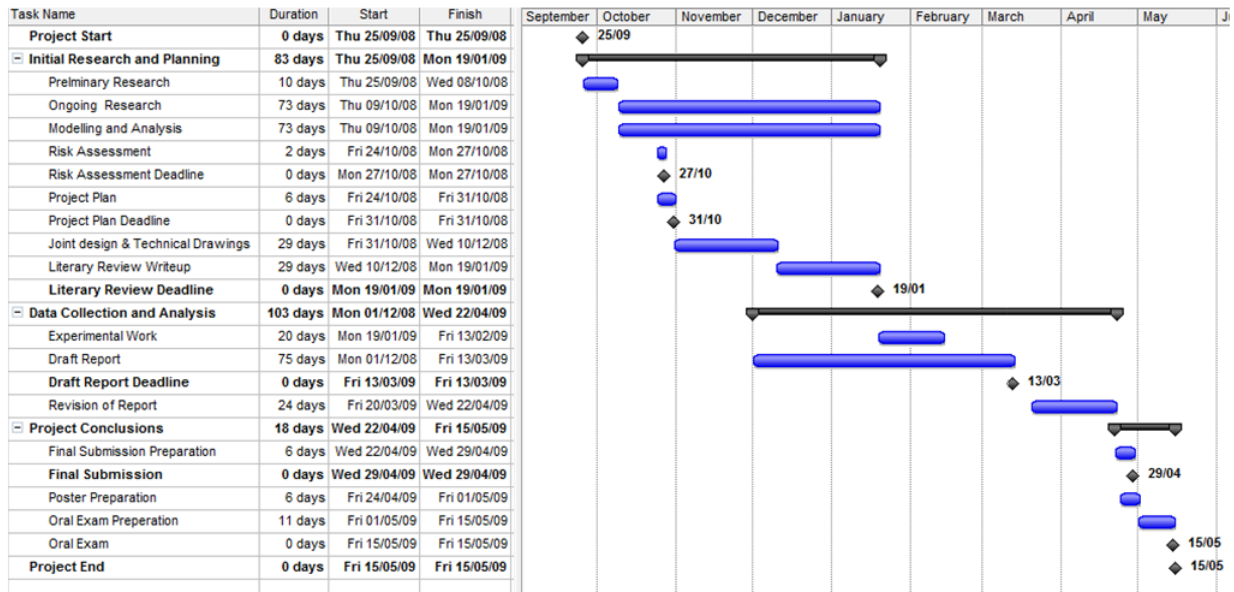 Task Name Duration Start Finish September October November December January February March April May
Project Start 0 days Thu 25/09/08 Thu 25/09/08 25/09
Initial Research and Planning 83 days Thu 25/09/08 Mon 19/01/09
Prelminary Research 10 days Thu 25/09/08 Wed 08/10/08
Ongoing Research 73 days Thu 09/10/08 Mon 19/01/09
Modelling and Analysis 73 days Thu 09/10/08 Mon 19/01/09
Risk Assessment 2 days Fri 24/10/08 Mon 27/10/08
Risk Assessment Deadline 0 days Mon 27/10/08 Mon 27/10/08 27/10
Project Plan 6 days Fri 24/10/08 Fri 31/10/08
Project Plan Deadline 0 days Fri 31/10/08 Fri 31/10/08 31/10
Joint design & Technical Drawings 29 days Fri 31/10/08 Wed 10/12/08
Literary Review Writeup 29 days Wed 10/12/08 Mon 19/01/09
Literary Review Deadline 0 days Mon 19/01/09 Mon 19/01/09 19/01
Data Collection and Analysis 103 days Mon 01/12/08 Wed 22/04/09
Experimental Work 20 days Mon 19/01/09 Fri 13/02/09
Draft Report 75 days Mon 01/12/08 Fri 13/03/09
Draft Report Deadline 0 days Fri 13/03/09 Fri 13/03/09 13/03
Revision of Report 24 days Fri 20/03/09 Wed 22/04/09
Project Conclusions 18 days Wed 22/04/09 Fri 15/05/09
Final Submission Preparation 6 days Wed 22/04/09 Wed 29/04/09
Final Submission 0 days Wed 29/04/09 Wed 29/04/09 29/04
Poster Preparation 6 days Fri 24/04/09 Fri 01/05/09
Oral Exam Preperation 11 days Fri 01/05/09 Fri 15/05/09
Oral Exam 0 days Fri 15/05/09 Fri 15/05/09 15/05
Project End 0 days Fri 15/05/09 Fri 15/05/09 15/05